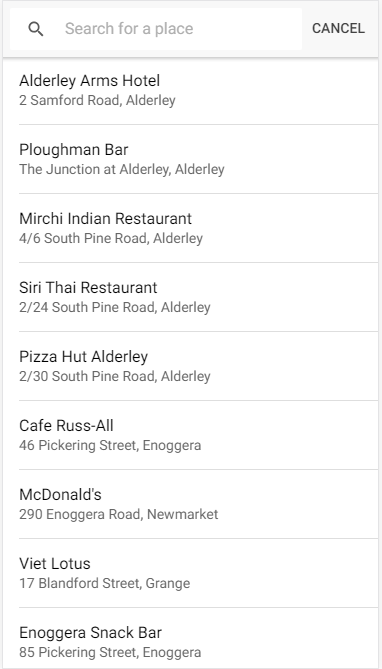 Search for a place CANCEL
Alderley Arms Hotel
2 Samford Road, Alderley
Ploughman Bar
The Junction at Alderley, Alderley
Mirchi Indian Restaurant
4/6 South Pine Road, Alderley
Siri Thai Restaurant
2/24 South Pine Road, Alderley
Pizza Hut Alderley
2/30 South Pine Road, Alderley
Cafe Russ-All
46 Pickering Street, Enoggera
McDonald's
290 Enoggera Road, Newmarket
Viet Lotus
17 Blandford Street, Grange
Enoggera Snack Bar
85 Pickering Street, Enoggera